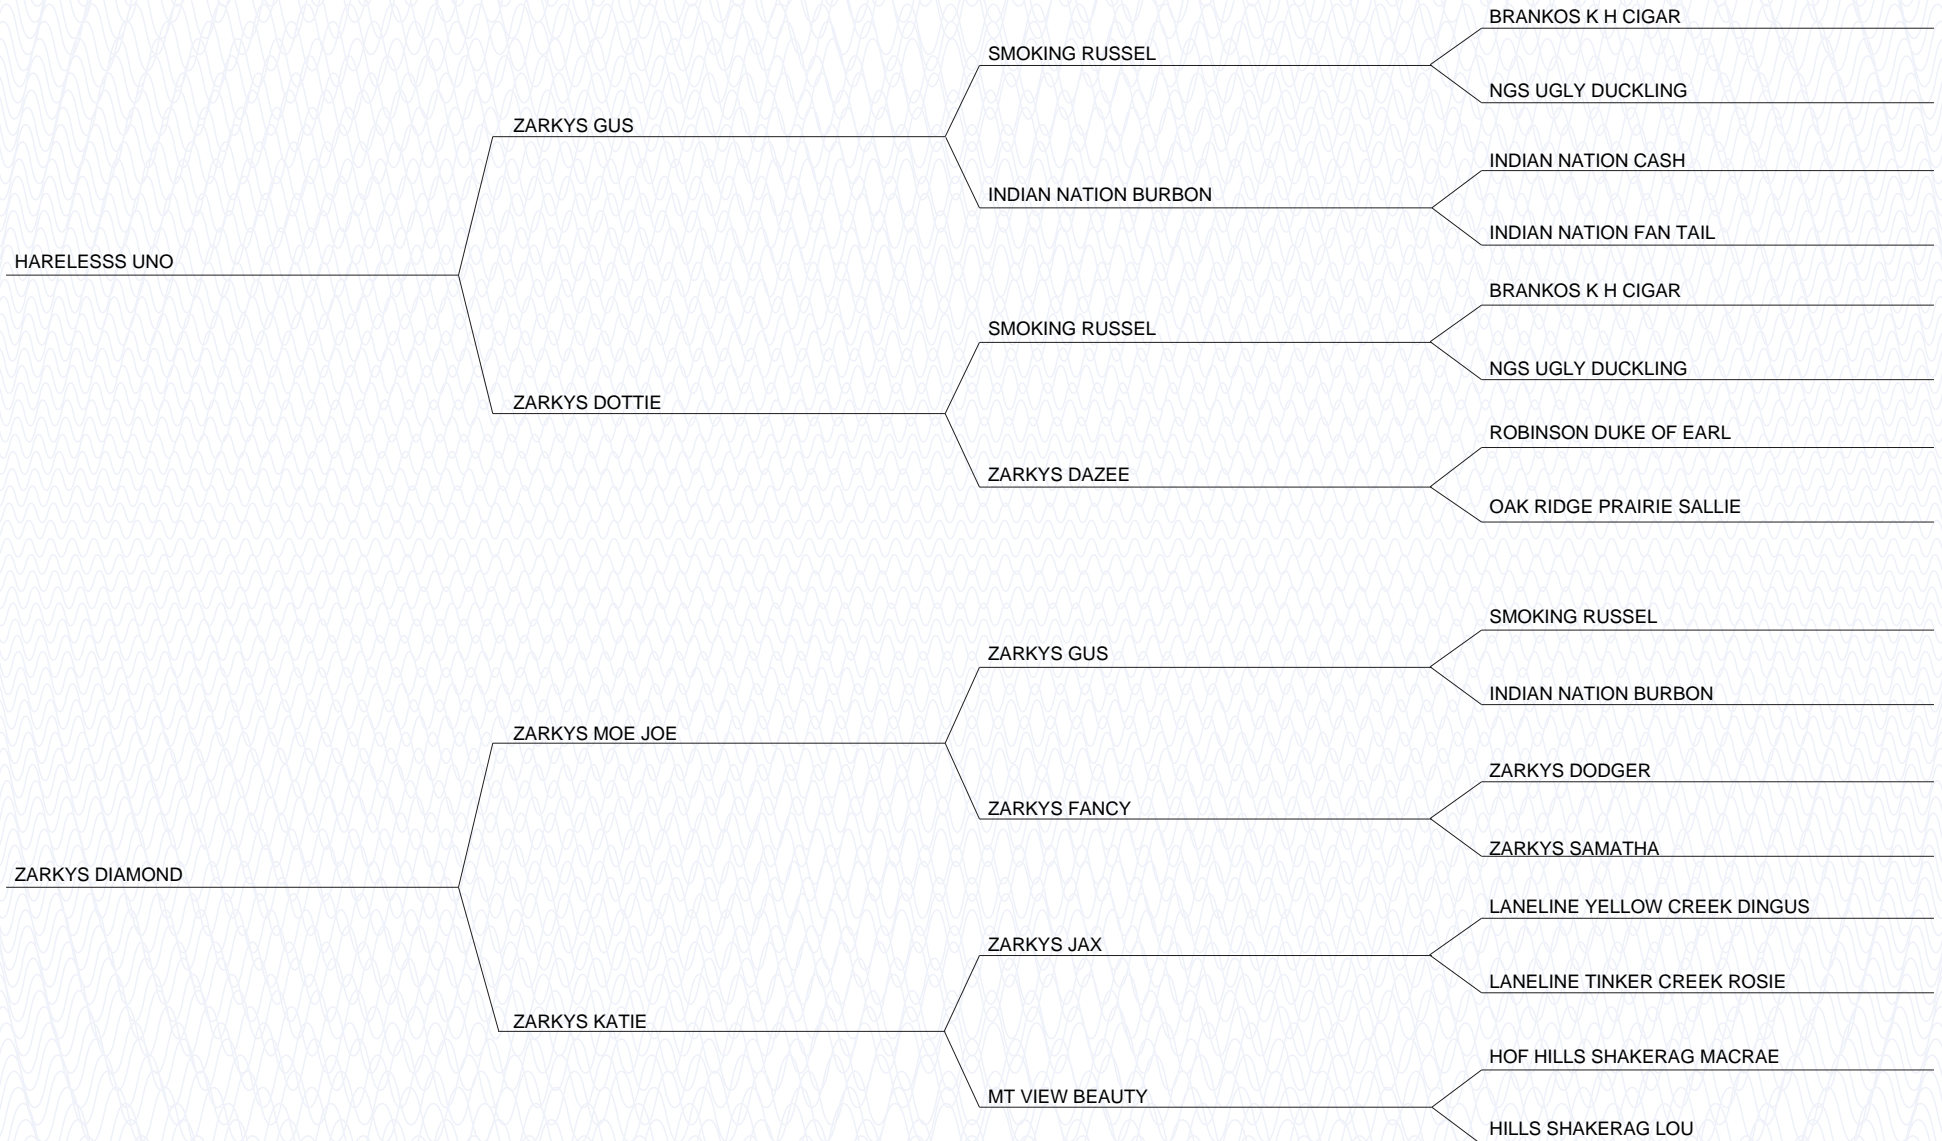 BRANKOS K H CIGAR
SMOKING RUSSEL
NGS UGLY DUCKLING
ZARKYS GUS
INDIAN NATION CASH
INDIAN NATION BURBON
INDIAN NATION FAN TAIL
HARELESSS UNO
BRANKOS K H CIGAR
SMOKING RUSSEL
NGS UGLY DUCKLING
ZARKYS DOTTIE
ROBINSON DUKE OF EARL
ZARKYS DAZEE
OAK RIDGE PRAIRIE SALLIE
SMOKING RUSSEL
ZARKYS GUS
INDIAN NATION BURBON
ZARKYS MOE JOE
ZARKYS DODGER
ZARKYS FANCY
ZARKYS SAMATHA
ZARKYS DIAMOND
LANELINE YELLOW CREEK DINGUS
ZARKYS JAX
LANELINE TINKER CREEK ROSIE
ZARKYS KATIE
HOF HILLS SHAKERAG MACRAE
MT VIEW BEAUTY
HILLS SHAKERAG LOU